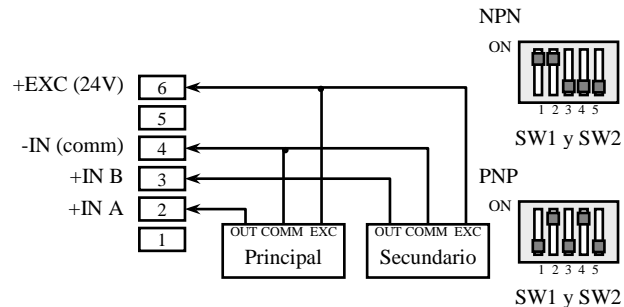 NPN
ON
1 2 3 4 5
SW1 y SW2
+EXC (24V) 6
5
-IN (comm) 4
+IN B 3
+IN A 2
1
OUT COMM EXC
Principal
OUT COMM EXC
Secundario
PNP
ON
1 2 3 4 5
SW1 y SW2